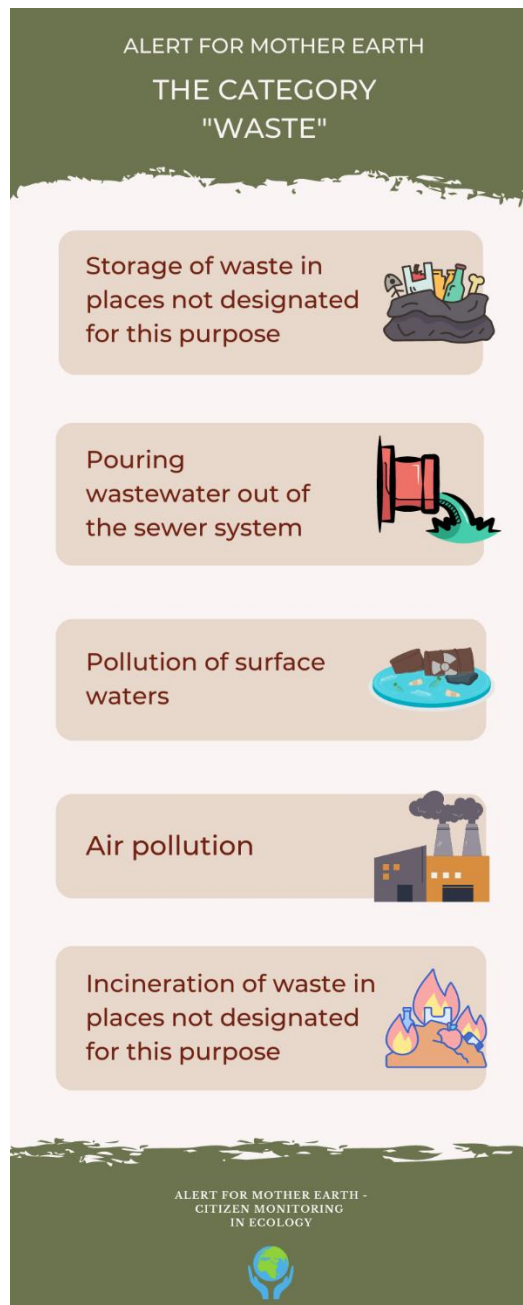 ALERT FOR MOTHER EARTH
THE CATEGORY
"WASTE"
Storage of waste in
places not designated
for this purpose
Pouring
wastewater out of
the sewer system
Pollution of surface
waters
Air pollution
Incineration of waste in
places not designated
for this purpose
ALERT FOR MOTHER EARTH -
CITIZEN MONITORING
IN ECOLOGY